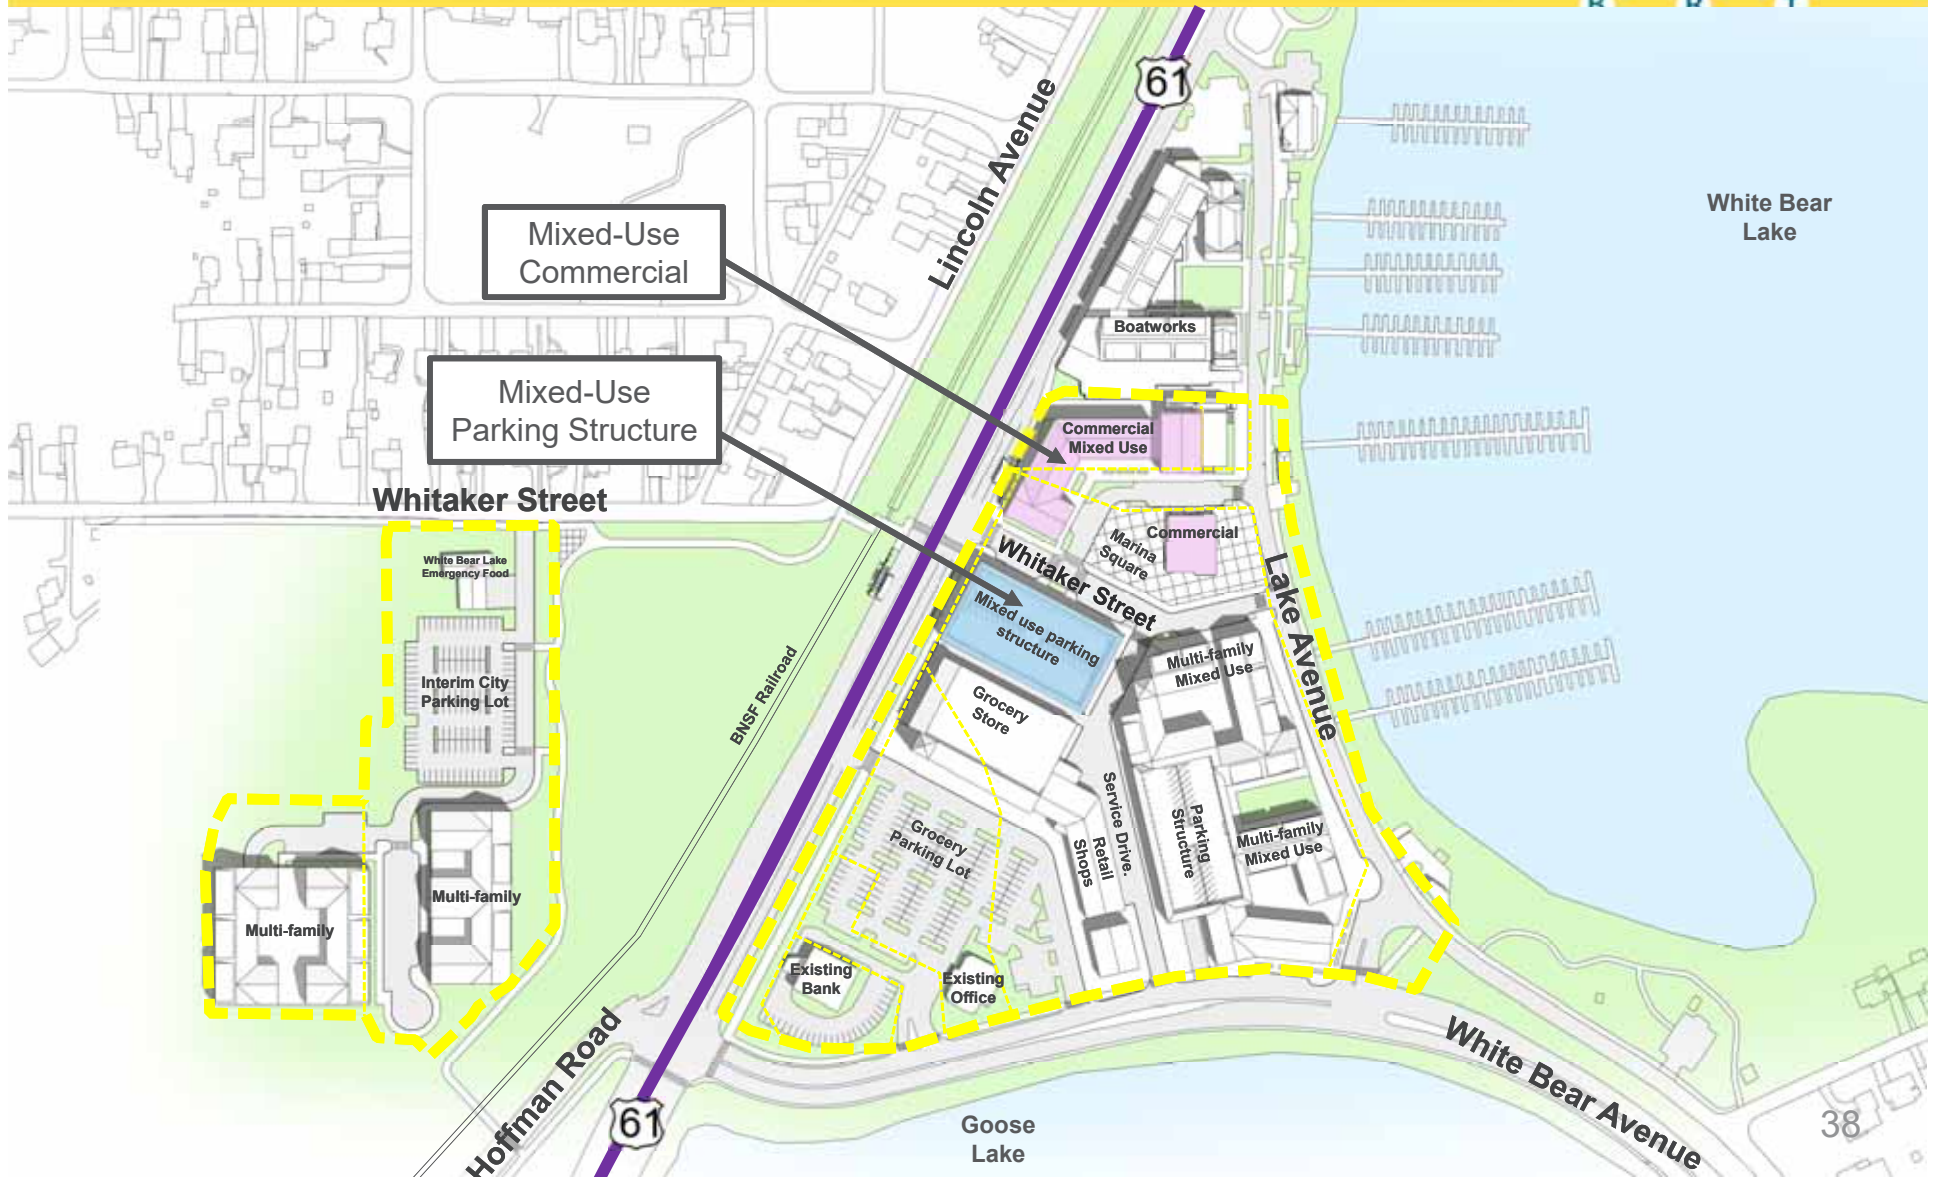 B R T
61
Lincoln Avenue
White Bear
Lake
Mixed-Use
Commercial
Boatworks
Mixed-Use
Parking Structure
Commercial
Mixed Use
Whitaker Street
Commercial
Marina
Square
Whitaker Street
Lake Avenue
White Bear Lake
Emergency Food
Mixed use parking
structure
Multi-family
Mixed Use
Interim City
Parking Lot
BNSF Railroad
Grocery
Store
Service Drive.
Retail
Shops
Parking
Structure
Grocery
Parking Lot
Multi-family
Mixed Use
Multi-family
Multi-family
Existing
Bank
Existing
Office
Hoffman Road
61
White Bear Avenue
Goose
Lake
38